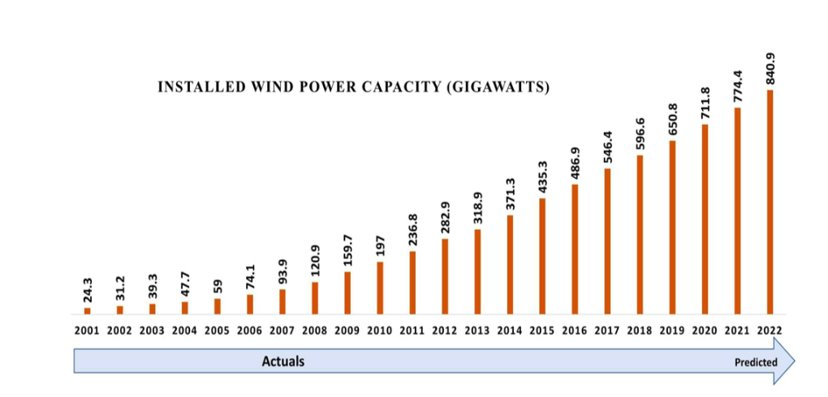 INSTALLED WIND POWER CAPACITY (GIGAWATTS)
24.3 31.2 39.3 47.7 59 74.1 93.9 120.9 159.7 197 236.8 282.9 318.9 371.3 435.3 486.9 546.4 596.6 650.8 711.8 774.4 840.9
2001 2002 2003 2004 2005 2006 2007 2008 2009 2010 2011 2012 2013 2014 2015 2016 2017 2018 2019 2020 2021 2022
Actuals Predicted